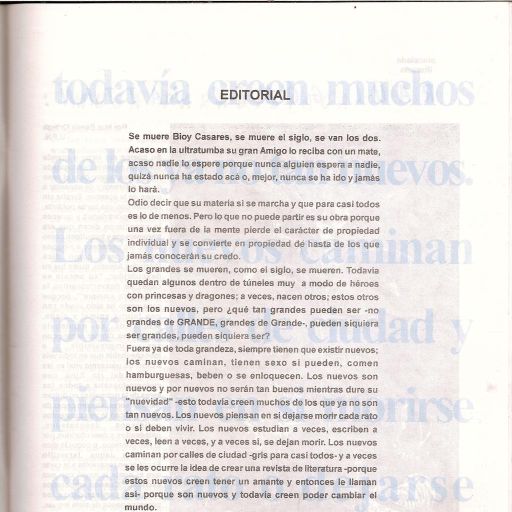 EDITORIAL
Se muere Bioy Casares, se muere el siglo, se van los dos.
Acaso en la ultratumba su gran Amigo lo reciba con un mate,
acaso nadie lo espere porque nunca alguien espera a nadie,
quizá nunca ha estado acá o, mejor, nunca se ha ido y jamás
lo hará.
Odio decir que su materia si se marcha y que para casi todos
es lo de menos. Pero lo que no puede partir es su obra porque
una vez fuera de la mente pierde el carácter de propiedad
individual y se convierte en propiedad de hasta de los que
jamás conocerán su credo.
Los grandes se mueren, como el siglo, se mueren. Todavía
quedan algunos dentro de túneles muy a modo de héroes
con princesas y dragones; a veces, nacen otros; estos otros
son los nuevos, pero ¿qué tan grandes pueden ser -no
grandes de GRANDE, grandes de Grande-, pueden siquiera
ser grandes, pueden siquiera ser?
Fuera ya de toda grandeza, siempre tienen que existir nuevos;
los nuevos caminan, tienen sexo si pueden, comen
hamburguesas, beben o se enloquecen. Los nuevos son
nuevos y por nuevos no serán tan buenos mientras dure su
"nuevidad" -esto todavía creen muchos de los que ya no son
tan nuevos. Los nuevos piensan en si dejarse morir cada rato
o si deben vivir. Los nuevos estudian a veces, escriben a
veces, leen a veces, y a veces si, se dejan morir. Los nuevos
caminan por calles de ciudad -gris para casi todos- y a veces
se les ocurre la idea de crear una revista de literatura -porque
estos nuevos creen tener un amante y entonces le llaman
asi- porque son nuevos y todavía creen poder cambiar el
mundo.
todavía creen muchos
de los
nuevos.
Los
caminan
por
ciudad y
morirse
cada
dejarse